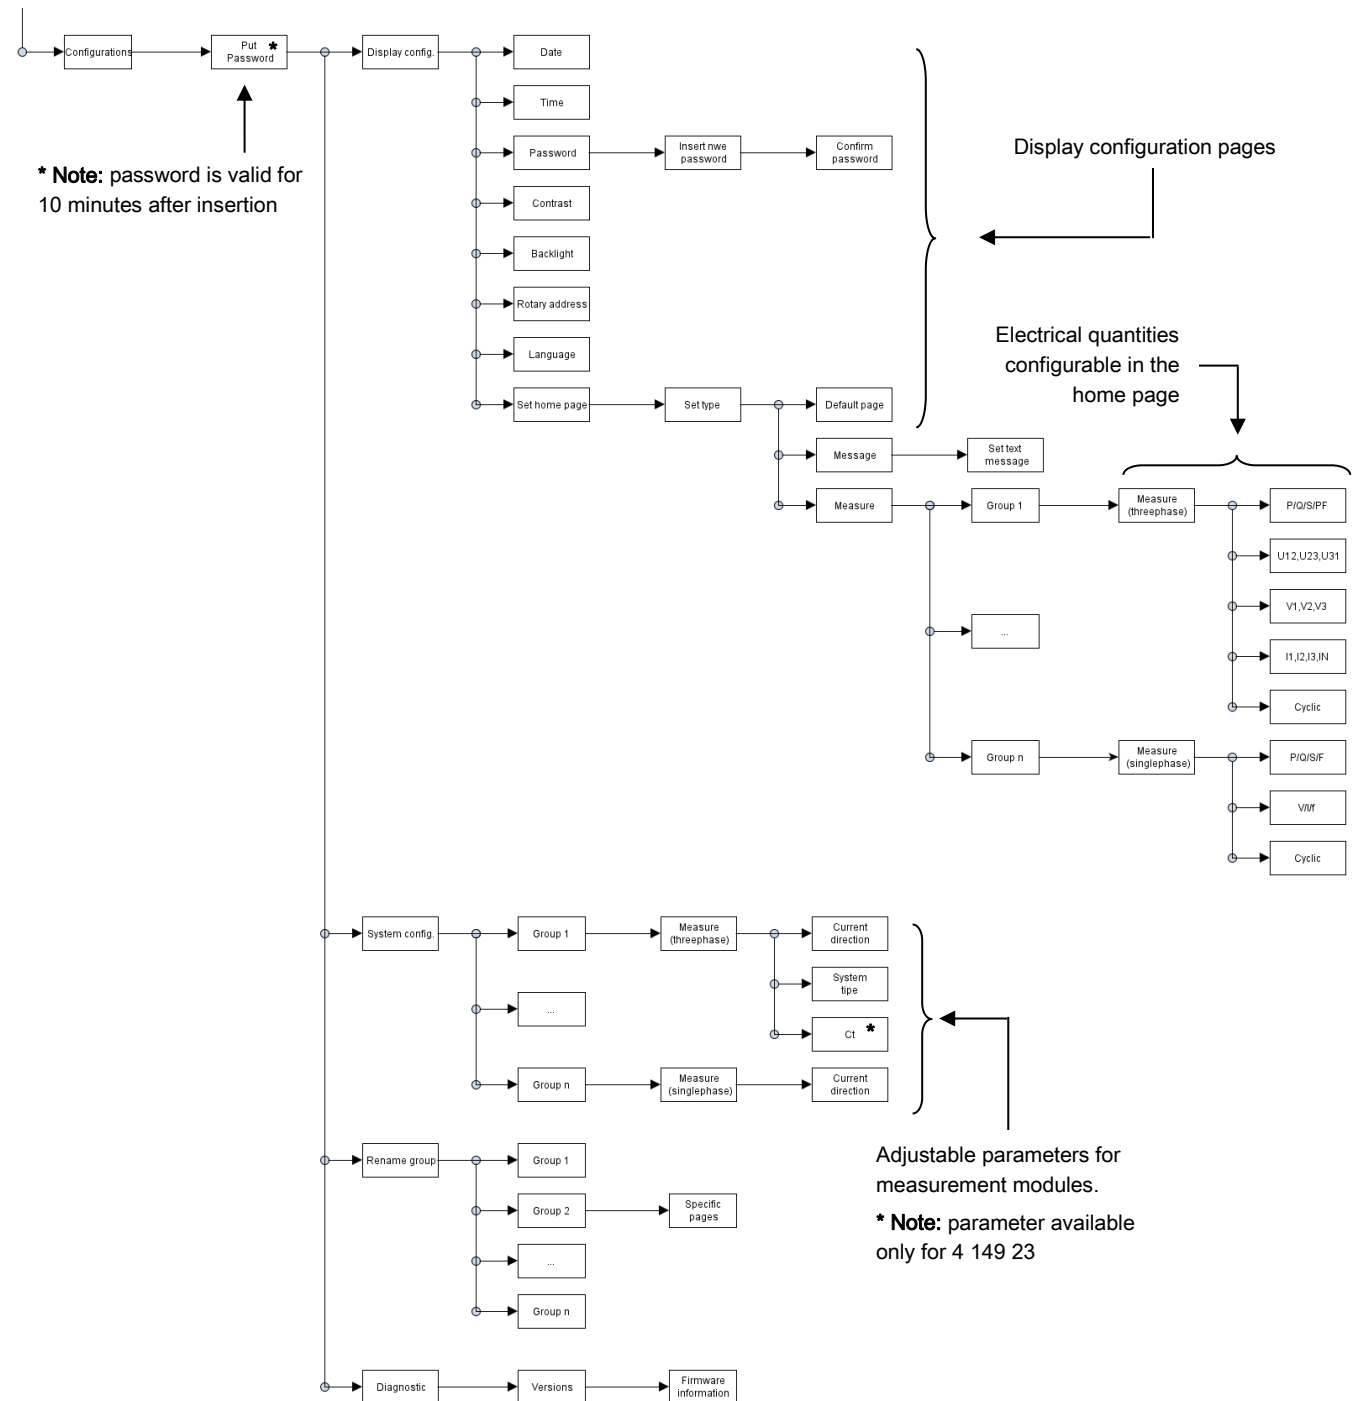 Configurations
Put *
Password
Display config.
Date
Time
Password
Insert nwe
password
Confirm
password
Contrast
Backlight
Rotary address
Language
Set home page
Set type
Default page
Message
Set text
message
Measure
Group 1
Measure
(threephase)
P/Q/S/PF
U12,U23,U31
V1,V2,V3
I1,I2,I3,IN
Cyclic
...
Group n
Measure
(singlephase)
P/Q/S/F
V/I/f
Cyclic
* Note: password is valid for
10 minutes after insertion
Display configuration pages
Electrical quantities
configurable in the
home page
System config.
Group 1
Measure
(threephase)
Current
direction
System
tipe
Ct *
...
Group n
Measure
(singlephase)
Current
direction
Adjustable parameters for
measurement modules.
* Note: parameter available
only for 4 149 23
Rename group
Group 1
Group 2
Specific
pages
...
Group n
Diagnostic
Versions
Firmware
information